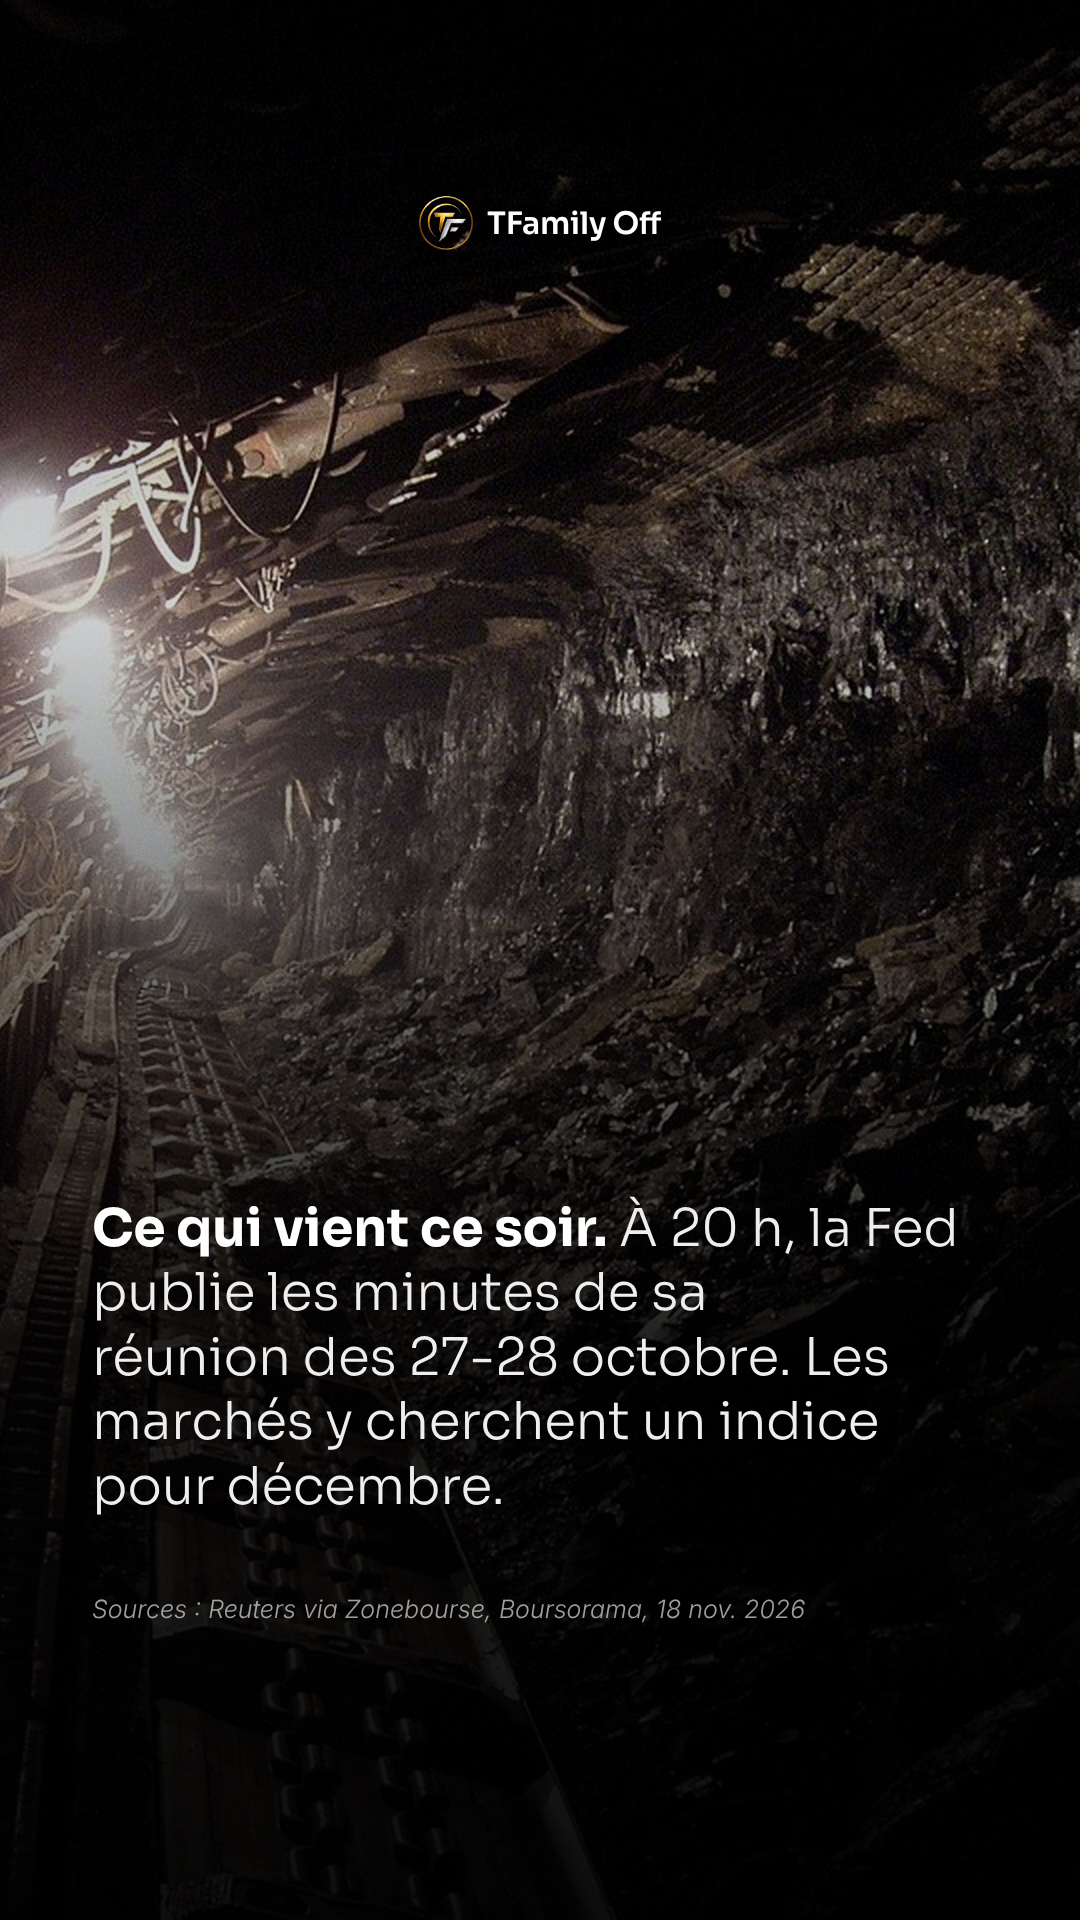 TF TFamily Off
Ce qui vient ce soir. À 20 h, la Fed
publie les minutes de sa
réunion des 27-28 octobre. Les
marchés y cherchent un indice
pour décembre.
Sources : Reuters via Zonebourse, Boursorama, 18 nov. 2026